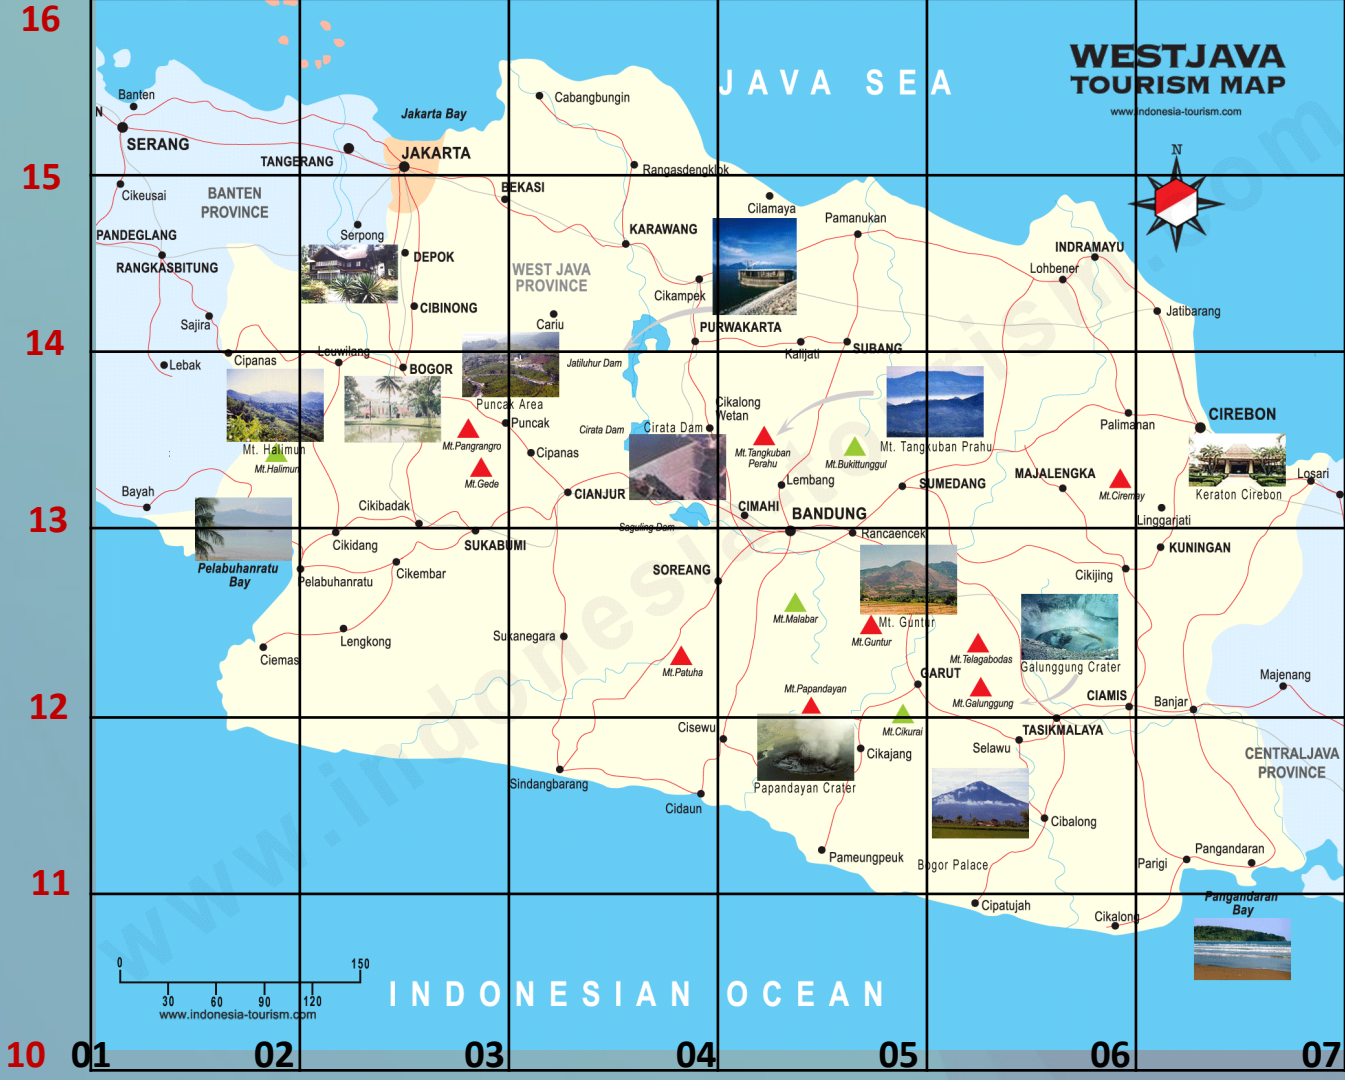 16
WESTJAVA
TOURISM MAP
www.indonesia-tourism.com
JAVA SEA
Banten
N
SERANG
Jakarta Bay
Cabangbungin
TANGERANG
JAKARTA
N
15
Rangasdengklok
Cikeusai
BANTEN
PROVINCE
BEKASI
Cilamaya
Pamanukan
PANDEGLANG
Serpong
KARAWANG
INDRAMAYU
RANGKASBITUNG
DEPOK
WEST JAVA
PROVINCE
Lohbener
Cikampek
CIBINONG
Jatibarang
Sajira
Cariu
PURWAKARTA
14
Leuwilang
Kalijati
SUBANG
Lebak
Cipanas
BOGOR
Jatiluhur Dam
Puncak Area
Cikalong
Wetan
CIREBON
Puncak
Cirata Dam
Cirata Dam
Palimanan
Mt.Pangrangro
Mt. Halimun
Mt.Halimun
Cipanas
Mt.Tangkuban
Perahu
Mt.Bukittunggul
Mt. Tangkuban Prahu
Mt.Gede
Lembang
SUMEDANG
MAJALENGKA
Mt.Ciremay
Keraton Cirebon
Losari
Bayah
Cikibadak
CIANJUR
CIMAHI
BANDUNG
Linggarjati
13
Saguling Dam
Cikidang
SUKABUMI
Rancaencek
KUNINGAN
Pelabuhanratu
Bay
Pelabuhanratu
Cikembar
SOREANG
Cikijing
Mt.Malabar
Mt. Guntur
Mt.Guntur
Lengkong
Sukanegara
Ciemas
Mt.Patuha
Mt.Telagabodas
Galunggung Crater
GARUT
Majenang
Mt.Papandayan
Mt.Galunggung
CIAMIS
Banjar
12
Cisewu
Mt.Cikurai
TASIKMALAYA
Selawu
Cikajang
CENTRALJAVA
PROVINCE
Sindangbarang
Papandayan Crater
Cidaun
Cibalong
Pameungpeuk
Bogor Palace
Parigi
Pangandaran
11
Cipatujah
Cikalong
Pangandaran
Bay
0
150
30
60
90
120
www.indonesia-tourism.com
INDONESIAN OCEAN
10
01
02
03
04
05
06
07
www.indonesia-tourism.com